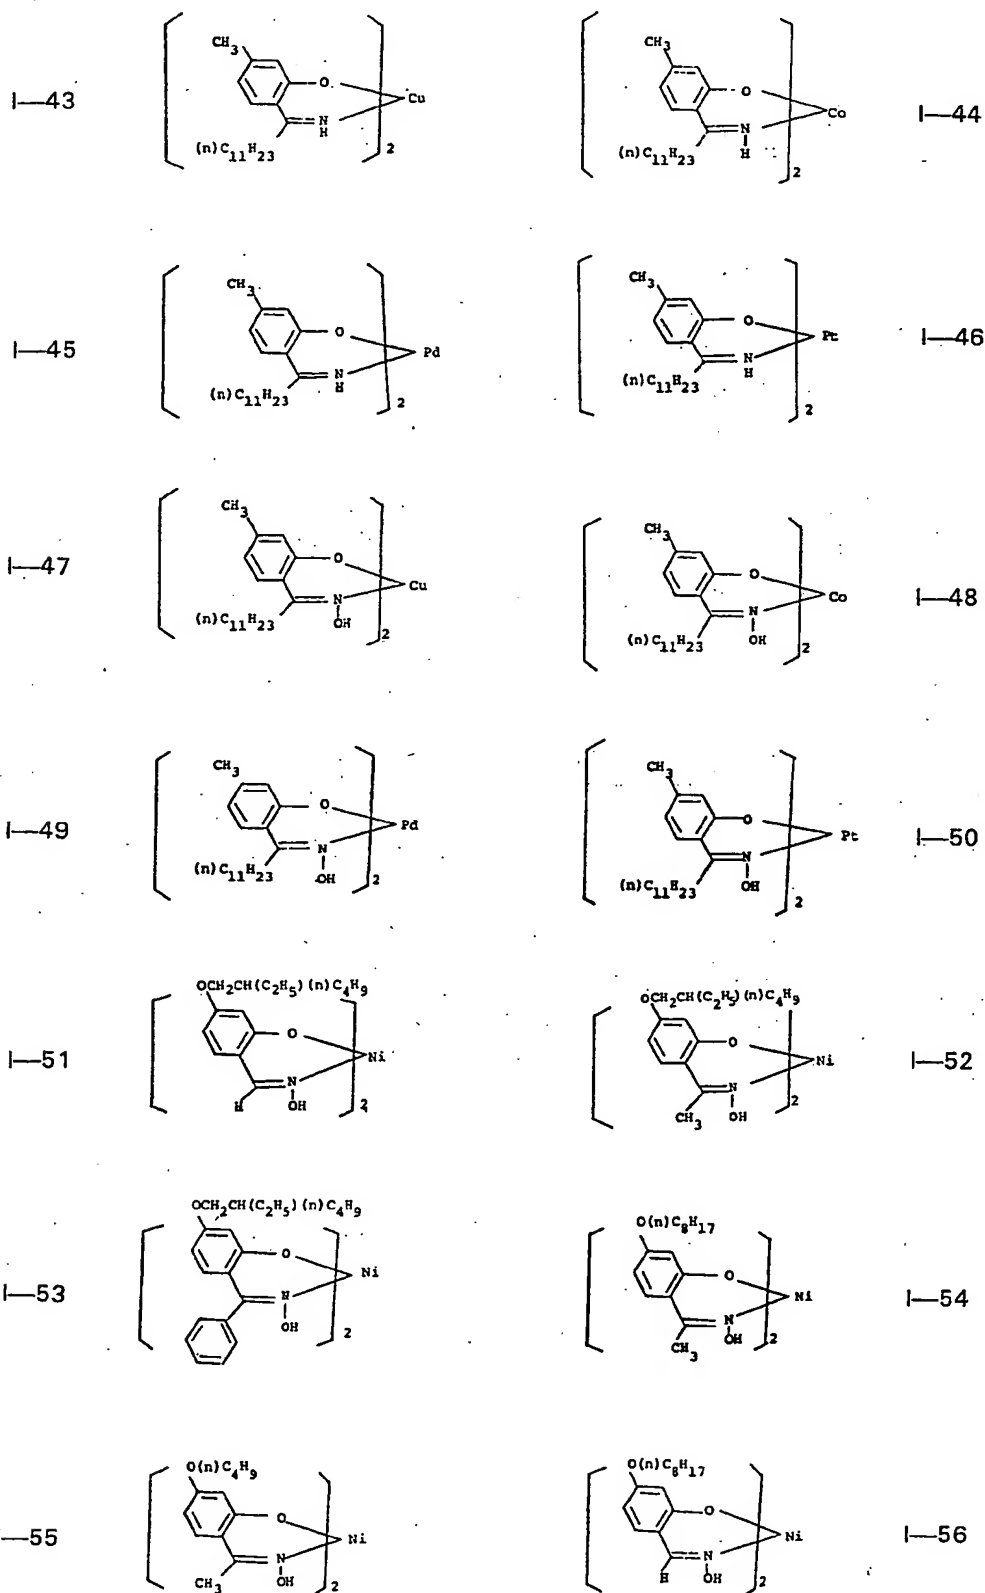 I—43 CH3 O Cu N H (n)C11H23 2
CH3 O Co N H (n)C11H23 2 I—44
I—45 CH3 O Pd N H (n)C11H23 2
CH3 O Pt N H (n)C11H23 2 I—46
I—47 CH3 O Cu N OH (n)C11H23 2
CH3 O Co N OH (n)C11H23 2 I—48
I—49 CH3 O Pd N OH (n)C11H23 2
CH3 O Pt N OH (n)C11H23 2 I—50
OCH2CH(C2H5)(n)C4H9
I—51 O Ni N H OH 2
OCH2CH(C2H5)(n)C4H9
O Ni N CH3 OH 2 I—52
OCH2CH(C2H5)(n)C4H9
I—53 O Ni N OH 2
O(n)C8H17
O Ni N OH CH3 2 I—54
O(n)C4H9
—55 O Ni N CH3 OH 2
O(n)C8H17
O Ni N H OH 2 I—56